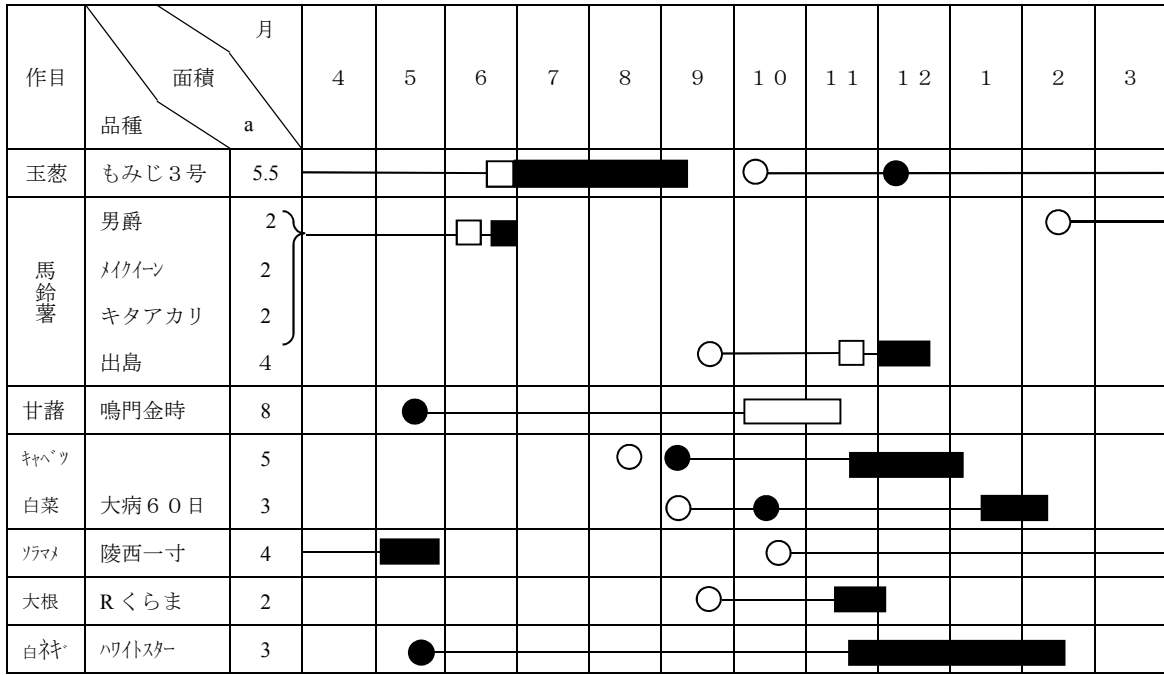 月
作目 面積 4 5 6 7 8 9 10 11 12 1 2 3
品種 a
玉葱 もみじ3号 5.5
男爵 2
馬鈴薯 メイクイーン 2
キタアカリ 2
出島 4
甘藷 鳴門金時 8
キャベツ 5
白菜 大病60日 3
ソラマメ 陵西一寸 4
大根 Rくらま 2
白ネギ ホワイトスター 3